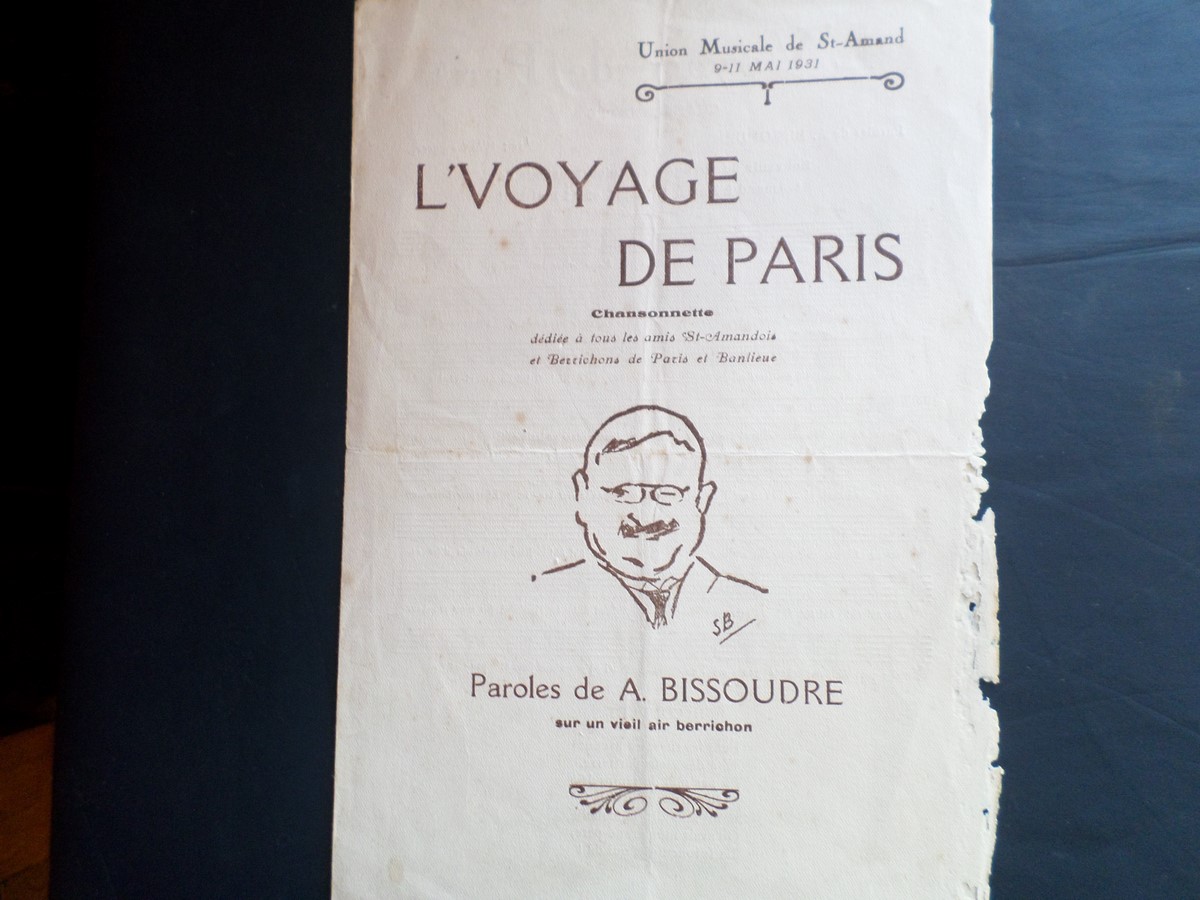 Union Musicale de St-Amand
9-11 MAI 1931
L'VOYAGE
DE PARIS
Chansonnette
dédiée à tous les amis St-Amandois
et Berrichons de Paris et Banlieue
SB
Paroles de A. BISSOUDRE
sur un vieil air berrichon